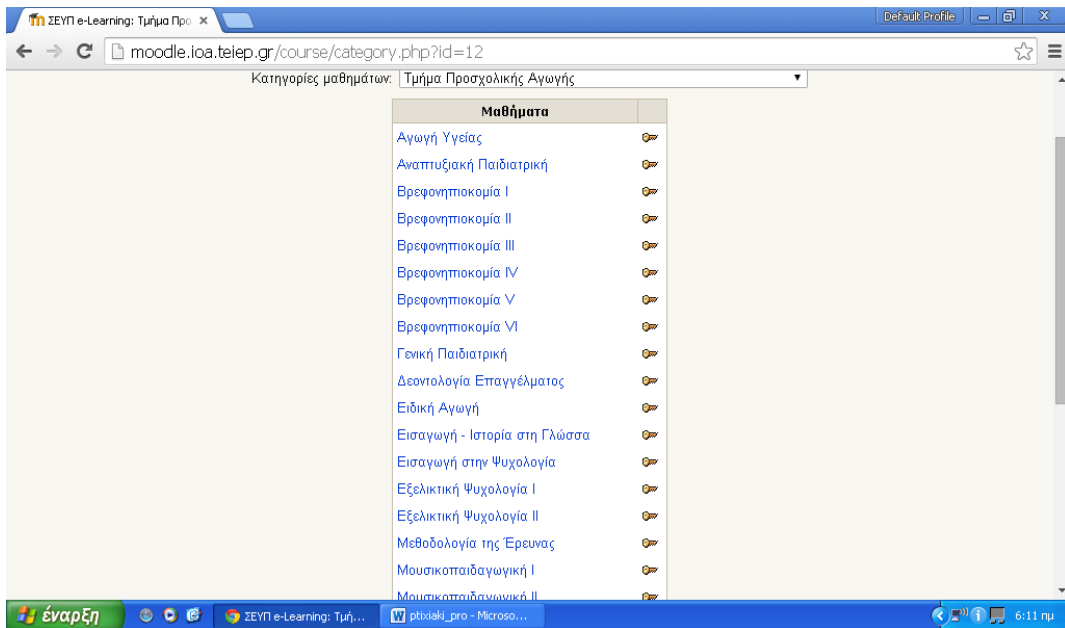 ΣΕΥΠ e-Learning: Τμήμα Προ
Default Profile
moodle.ioa.teiep.gr/course/category.php?id=12
Κατηγορίες μαθημάτων: Τμήμα Προσχολικής Αγωγής
Μαθήματα
Αγωγή Υγείας
Αναπτυξιακή Παιδιατρική
Βρεφονηπιοκομία I
Βρεφονηπιοκομία II
Βρεφονηπιοκομία III
Βρεφονηπιοκομία IV
Βρεφονηπιοκομία V
Βρεφονηπιοκομία VI
Γενική Παιδιατρική
Δεοντολογία Επαγγέλματος
Ειδική Αγωγή
Εισαγωγή - Ιστορία στη Γλώσσα
Εισαγωγή στην Ψυχολογία
Εξελικτική Ψυχολογία I
Εξελικτική Ψυχολογία II
Μεθοδολογία της Έρευνας
Μουσικοπαιδαγωγική I
Μουσικοπαιδαγωγική II
έναρξη ΣΕΥΠ e-Learning: Τμή... ptixiaki_pro - Microso... 6:11 πμ